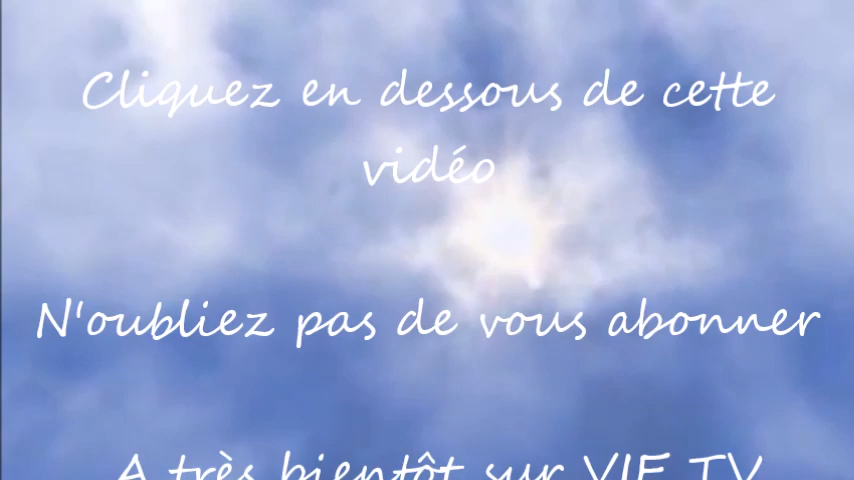 Cliquez en dessous de cette
vidéo
N'oubliez pas de vous abonner
A très bientôt sur VIE TV